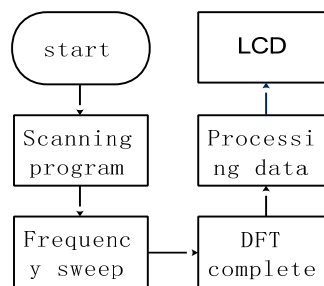 start
Scanning
program
Frequenc
y sweep
DFT
complete
Processi
ng data
LCD